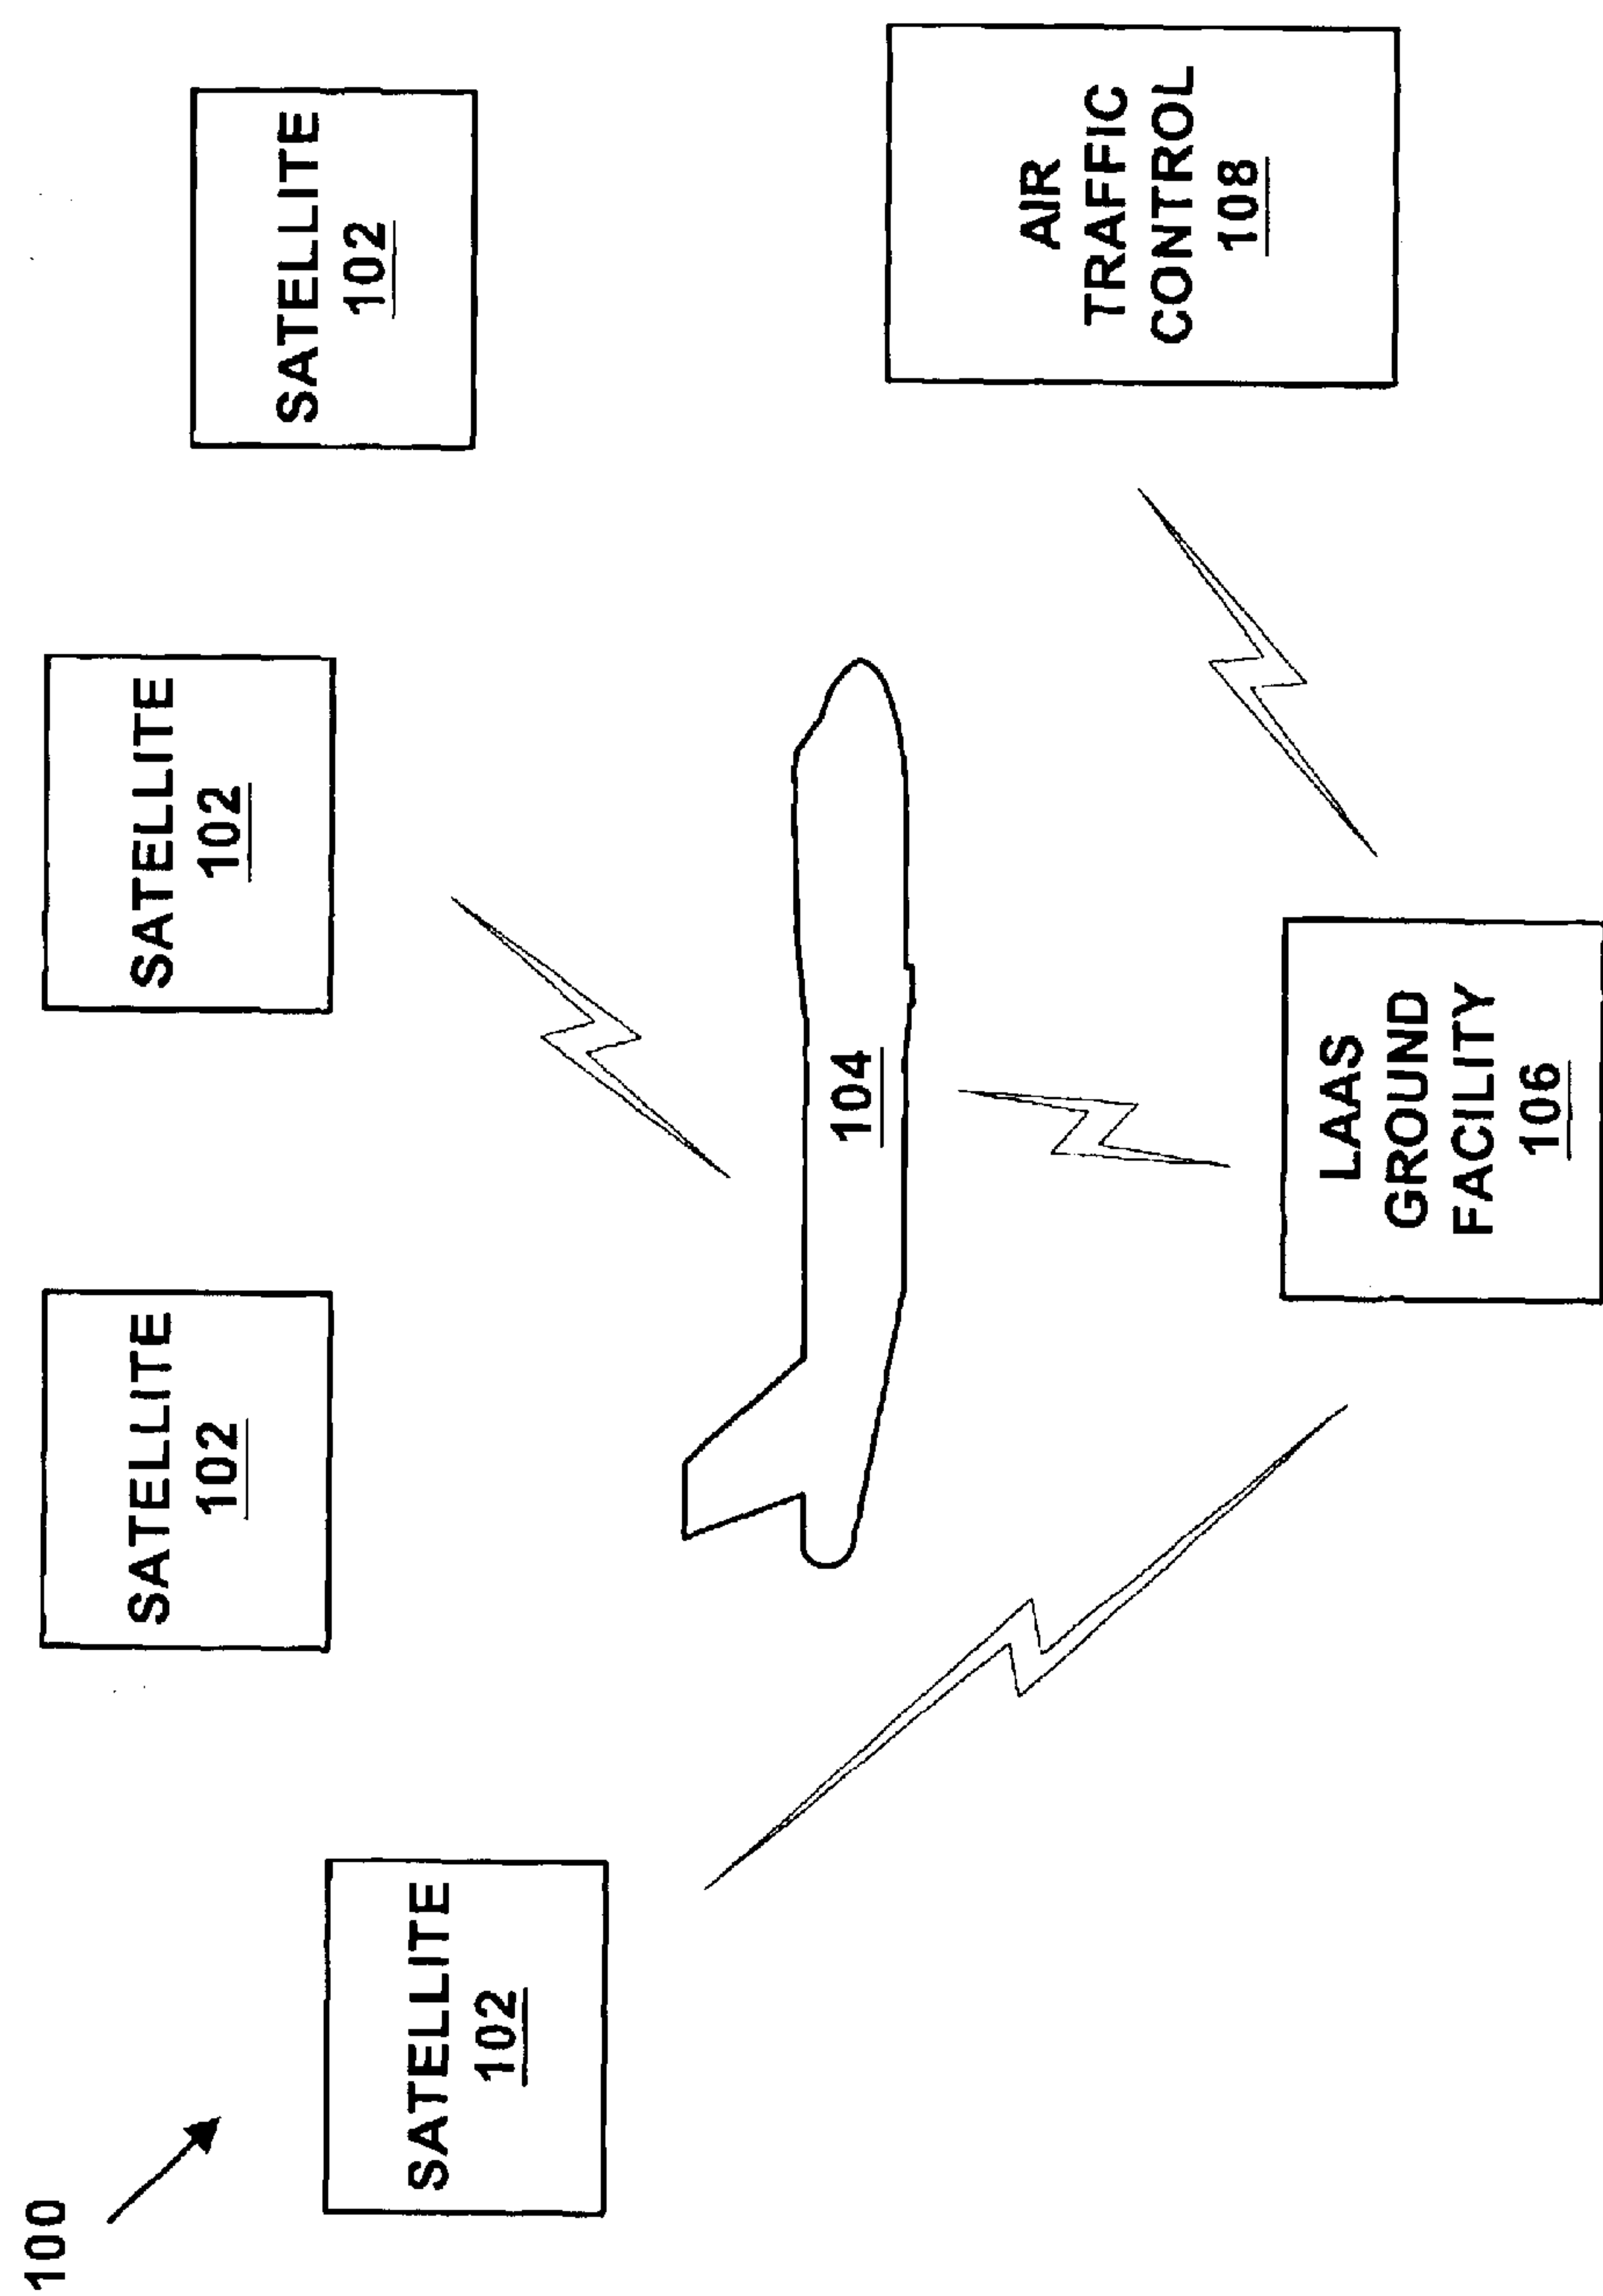 100
SATELLITE
102
SATELLITE
102
SATELLITE
102
SATELLITE
102
104
LAAS
GROUND
FACILITY
106
AIR
TRAFFIC
CONTROL
108